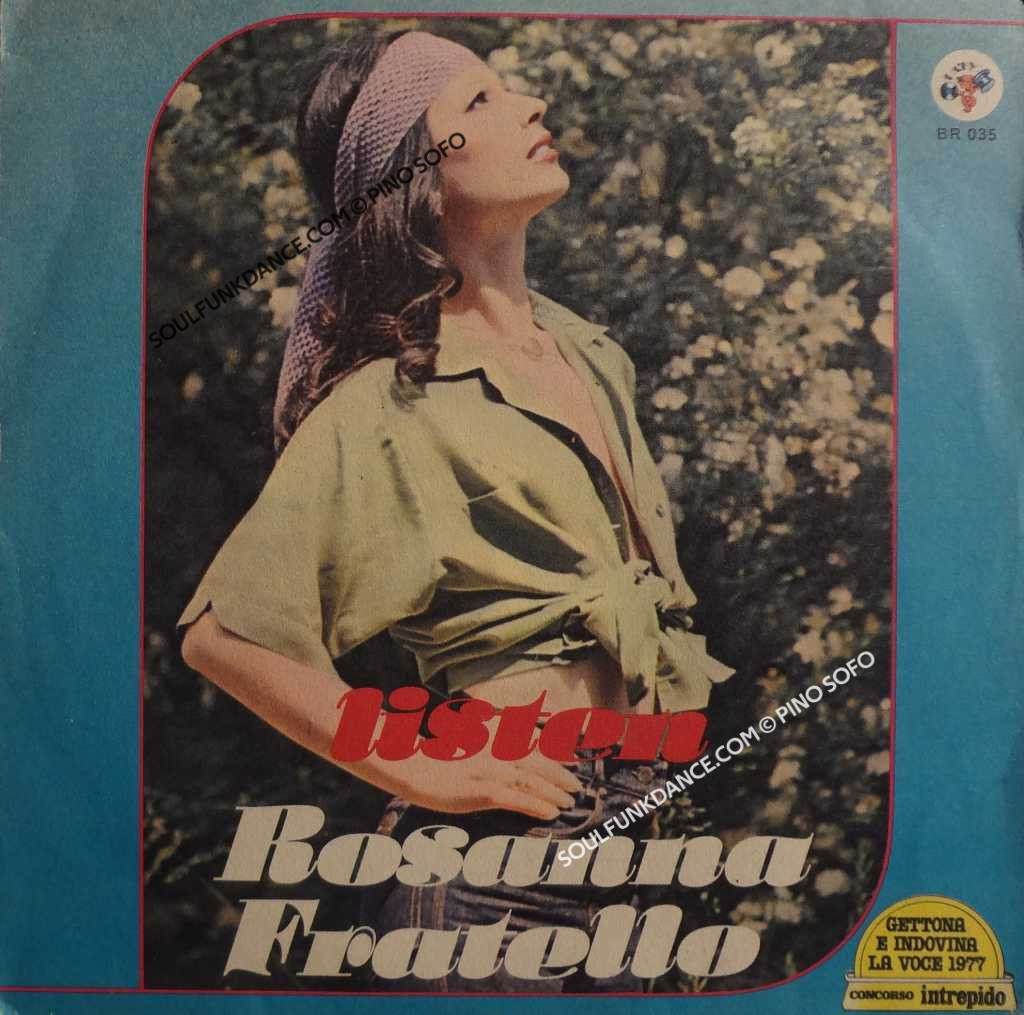 BR 035
SOULFUNKDANCE.COM © PINO SOFO
listen
SOULFUNKDANCE.COM © PINO SOFO
Rosanna
Fratello
GETTONA
E INDOVINA
LA VOCE 1977
CONCORSO intrepido